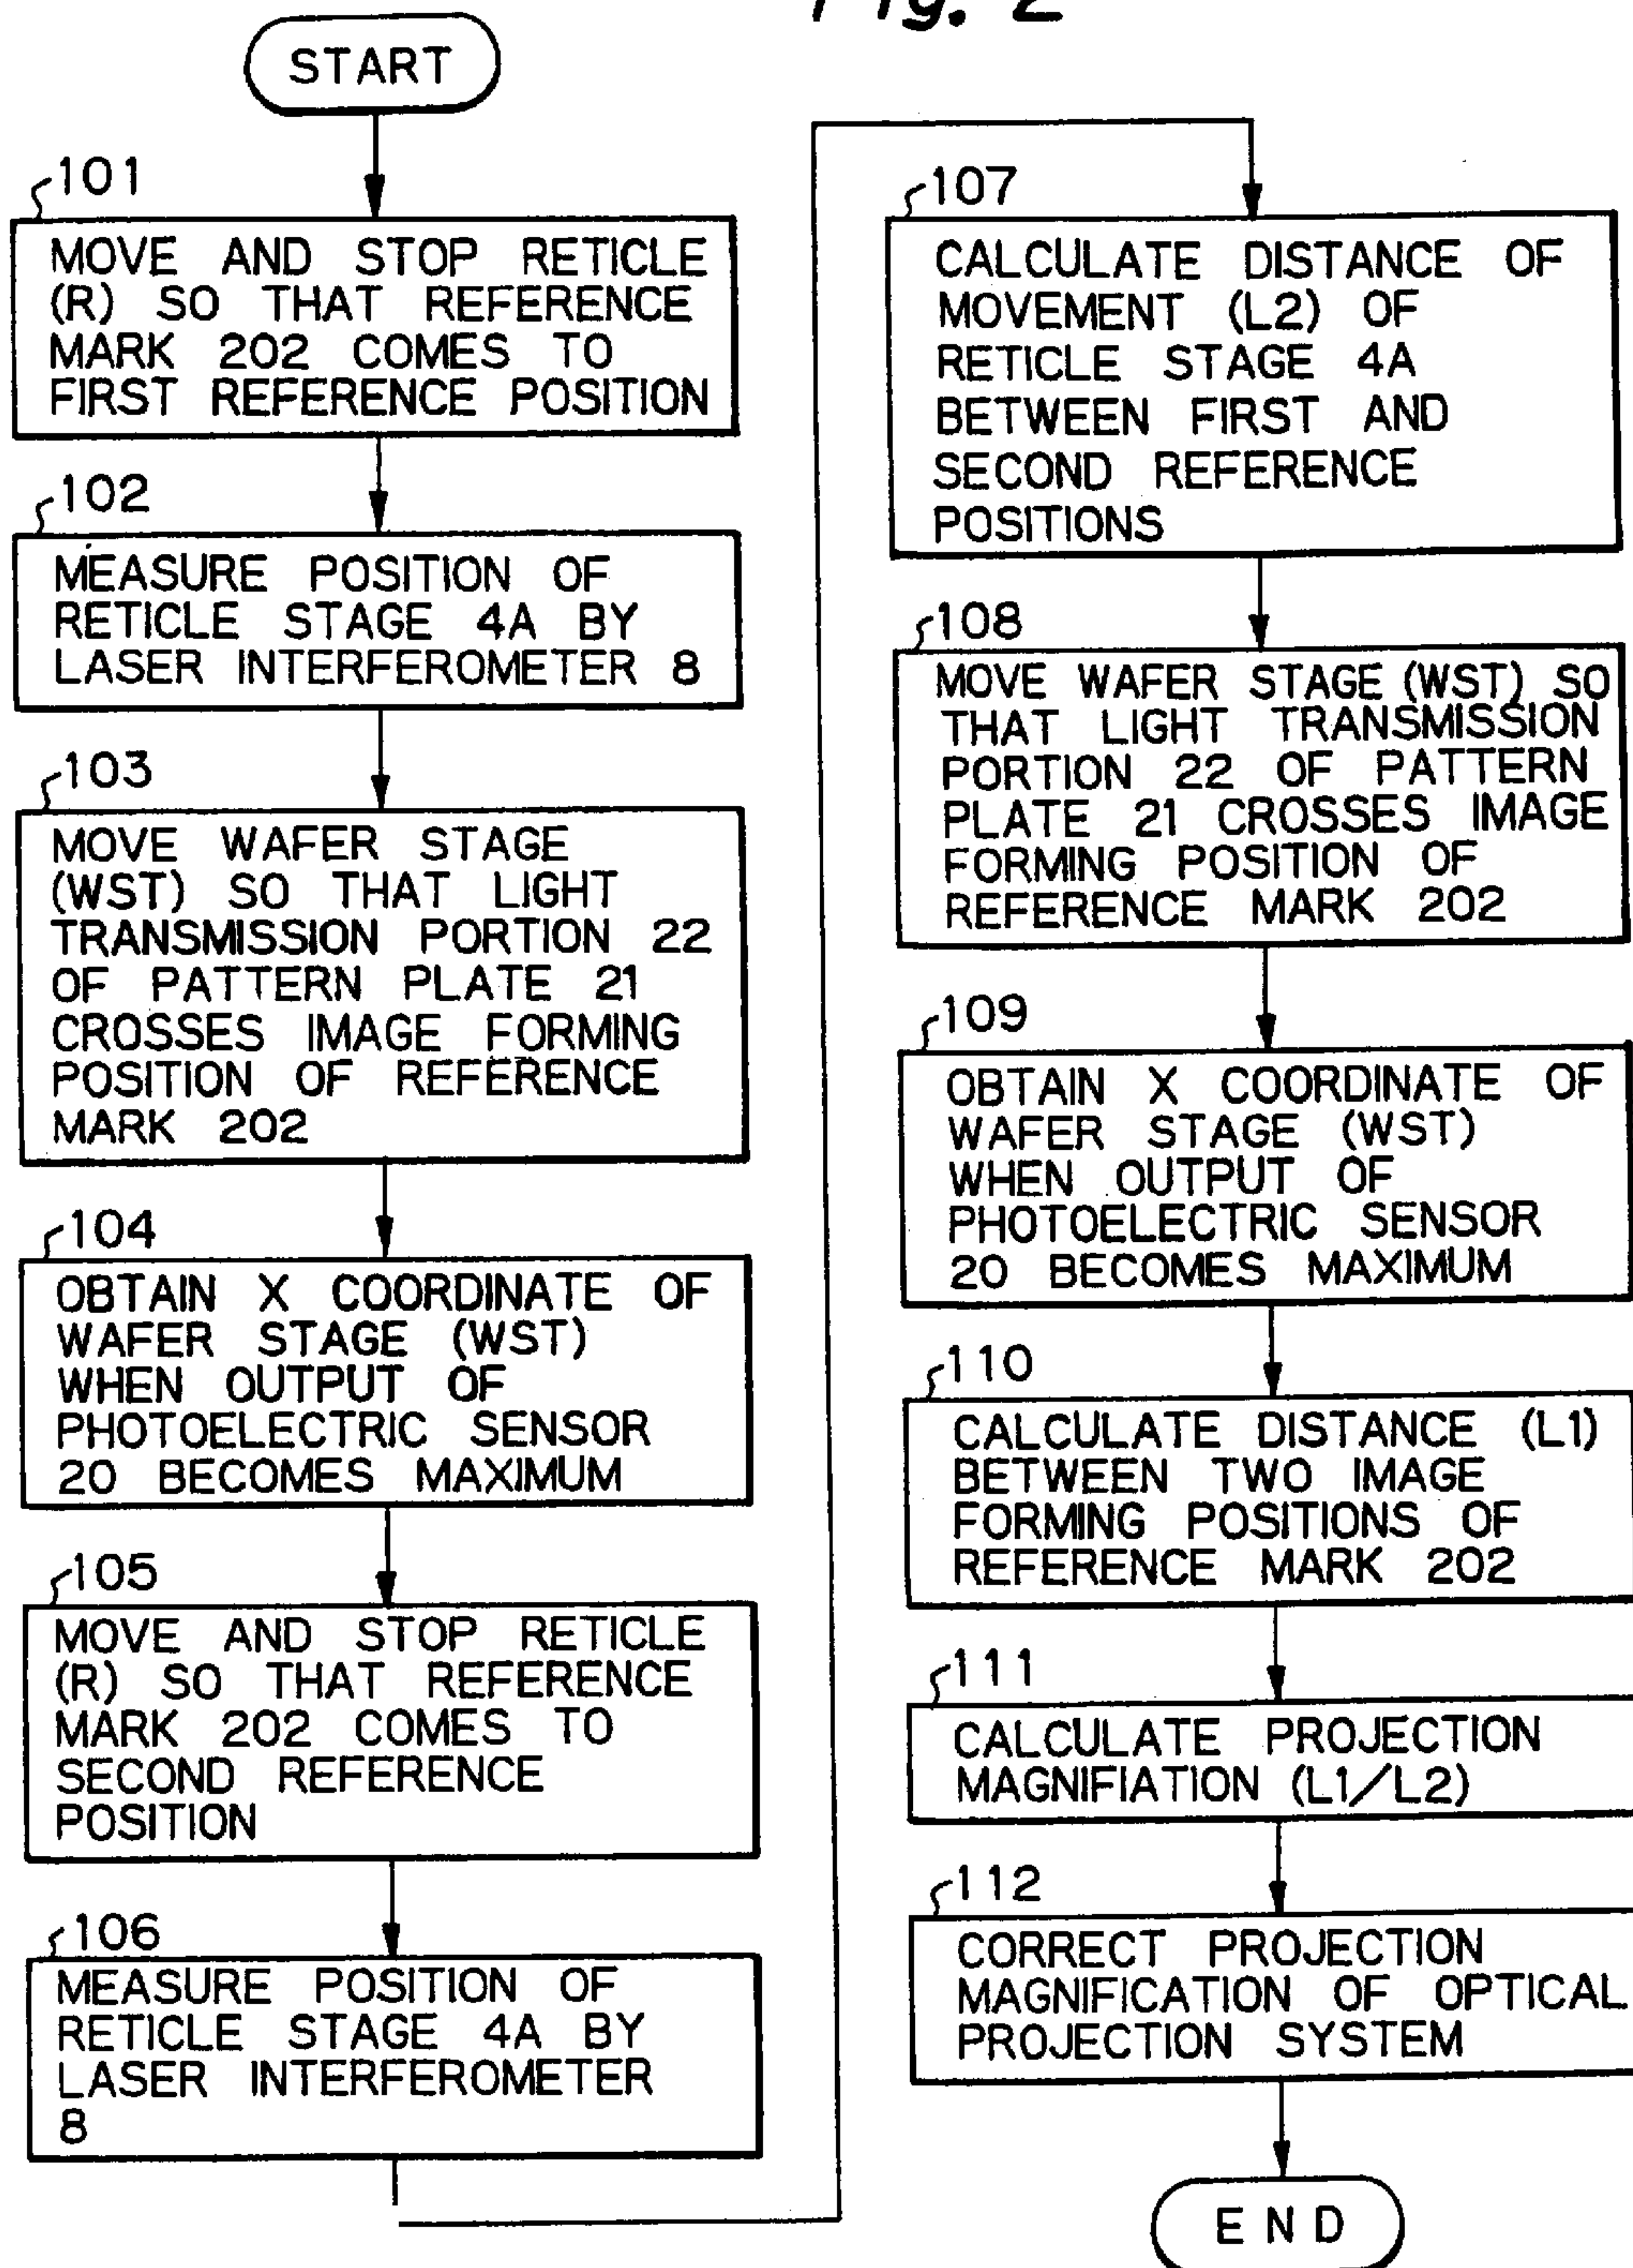 Fig. 2
START
101
MOVE AND STOP RETICLE
(R) SO THAT REFERENCE
MARK 202 COMES TO
FIRST REFERENCE POSITION
102
MEASURE POSITION OF
RETICLE STAGE 4A BY
LASER INTERFEROMETER 8
103
MOVE WAFER STAGE
(WST) SO THAT LIGHT
TRANSMISSION PORTION 22
OF PATTERN PLATE 21
CROSSES IMAGE FORMING
POSITION OF REFERENCE
MARK 202
104
OBTAIN X COORDINATE OF
WAFER STAGE (WST)
WHEN OUTPUT OF
PHOTOELECTRIC SENSOR
20 BECOMES MAXIMUM
105
MOVE AND STOP RETICLE
(R) SO THAT REFERENCE
MARK 202 COMES TO
SECOND REFERENCE
POSITION
106
MEASURE POSITION OF
RETICLE STAGE 4A BY
LASER INTERFEROMETER
8
107
CALCULATE DISTANCE OF
MOVEMENT (L2) OF
RETICLE STAGE 4A
BETWEEN FIRST AND
SECOND REFERENCE
POSITIONS
108
MOVE WAFER STAGE (WST) SO
THAT LIGHT TRANSMISSION
PORTION 22 OF PATTERN
PLATE 21 CROSSES IMAGE
FORMING POSITION OF
REFERENCE MARK 202
109
OBTAIN X COORDINATE OF
WAFER STAGE (WST)
WHEN OUTPUT OF
PHOTOELECTRIC SENSOR
20 BECOMES MAXIMUM
110
CALCULATE DISTANCE (L1)
BETWEEN TWO IMAGE
FORMING POSITIONS OF
REFERENCE MARK 202
111
CALCULATE PROJECTION
MAGNIFIATION (L1/L2)
112
CORRECT PROJECTION
MAGNIFICATION OF OPTICAL
PROJECTION SYSTEM
END